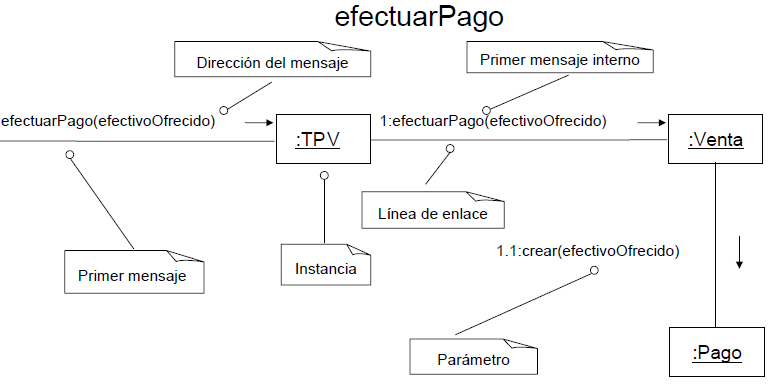 efectuarPago
Dirección del mensaje
Primer mensaje interno
efectuarPago(efectivoOfrecido)
1:efectuarPago(efectivoOfrecido)
:TPV
:Venta
Línea de enlace
Primer mensaje
Instancia
1.1:crear(efectivoOfrecido)
Parámetro
:Pago